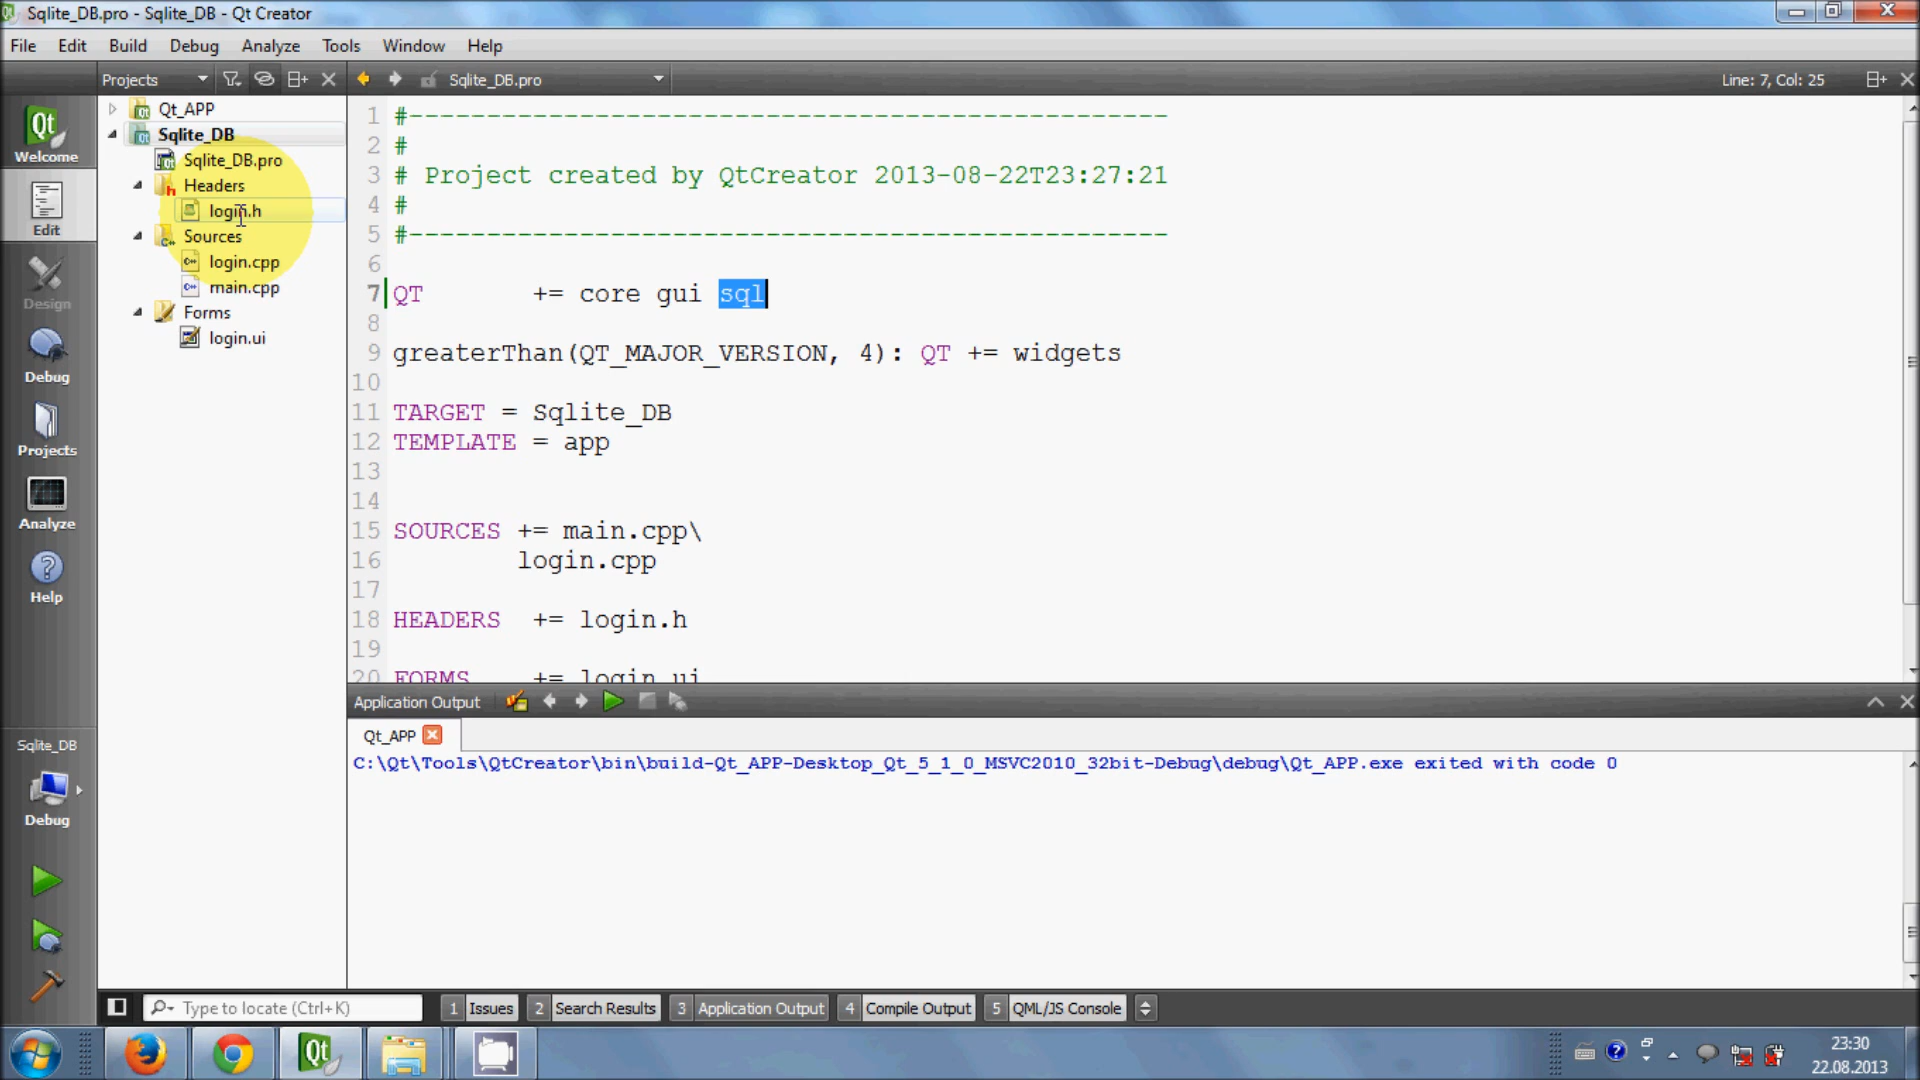 Sqlite_DB.pro - Sqlite_DB - Qt Creator
File Edit Build Debug Analyze Tools Window Help
Projects Sqlite_DB.pro Line: 7, Col: 25
Qt_APP
Sqlite_DB
Sqlite_DB.pro
Headers
login.h
Sources
login.cpp
main.cpp
Forms
login.ui
Welcome
Edit
Design
Debug
Projects
Analyze
Help
Sqlite_DB
Debug
1 #-------------------------------------------------
2 #
3 # Project created by QtCreator 2013-08-22T23:27:21
4 #
5 #-------------------------------------------------
6
7 QT += core gui sql
8
9 greaterThan(QT_MAJOR_VERSION, 4): QT += widgets
10
11 TARGET = Sqlite_DB
12 TEMPLATE = app
13
14
15 SOURCES += main.cpp\
16 login.cpp
17
18 HEADERS += login.h
19
20 FORMS += login.ui
Application Output
Qt_APP
C:\Qt\Tools\QtCreator\bin\build-Qt_APP-Desktop_Qt_5_1_0_MSVC2010_32bit-Debug\debug\Qt_APP.exe exited with code 0
Type to locate (Ctrl+K) 1 Issues 2 Search Results 3 Application Output 4 Compile Output 5 QML/JS Console
23:30
22.08.2013